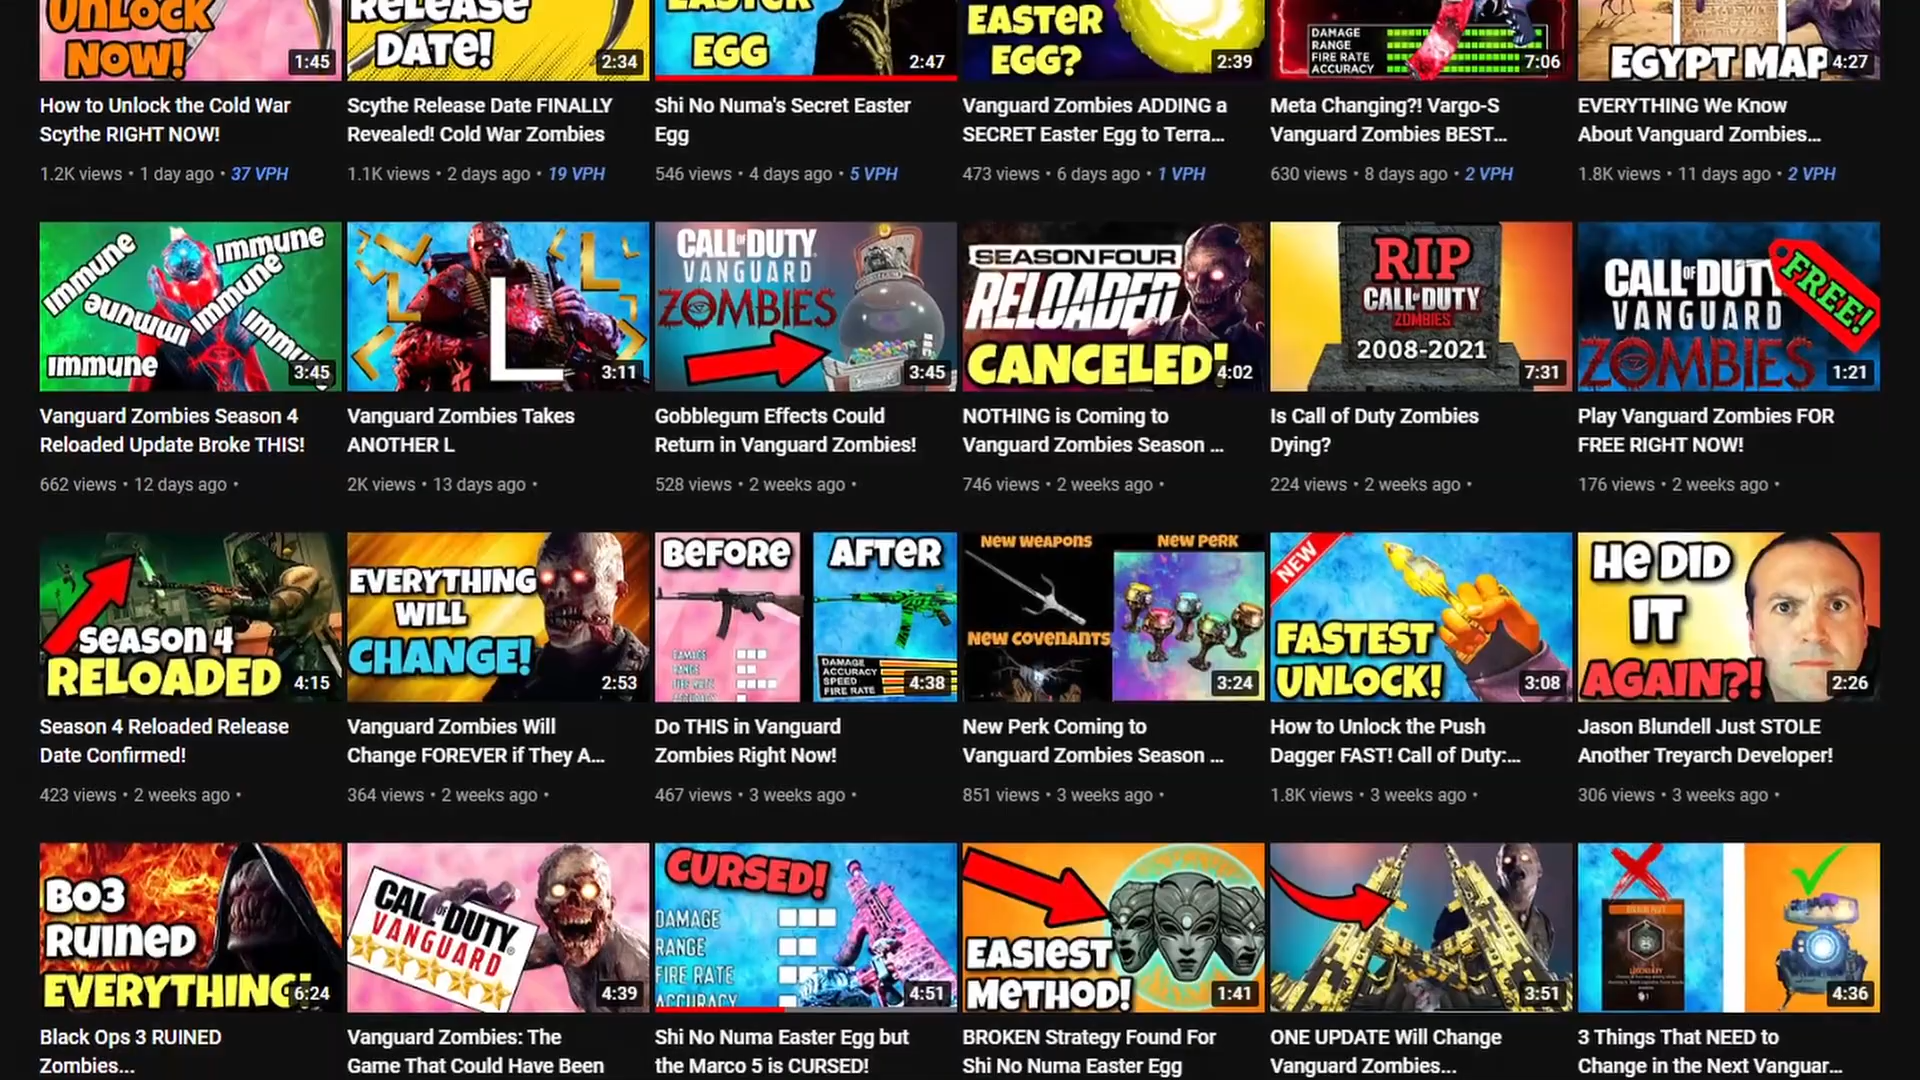 UNLOCK
NOW!
1:45
RELEASE
DATE!
2:34
EASTER
EGG
2:47
EASTER
EGG?
2:39
DAMAGE
RANGE
FIRE RATE
ACCURACY
7:06
EGYPT MAP
4:27
How to Unlock the Cold War
Scythe RIGHT NOW!
1.2K views • 1 day ago • 37 VPH
Scythe Release Date FINALLY
Revealed! Cold War Zombies
1.1K views • 2 days ago • 19 VPH
Shi No Numa's Secret Easter
Egg
546 views • 4 days ago • 5 VPH
Vanguard Zombies ADDING a
SECRET Easter Egg to Terra...
473 views • 6 days ago • 1 VPH
Meta Changing?! Vargo-S
Vanguard Zombies BEST...
630 views • 8 days ago • 2 VPH
EVERYTHING We Know
About Vanguard Zombies...
1.8K views • 11 days ago • 2 VPH
Immune
Immune
Immune
Immune
Immu
Immune
3:45
L
3:11
CALL OF DUTY
VANGUARD
ZOMBIES
3:45
SEASON FOUR
RELOADED
CANCELED!
4:02
RIP
CALL OF DUTY
ZOMBIES
2008-2021
7:31
CALL OF DUTY
VANGUARD
ZOMBIES
FREE!
1:21
Vanguard Zombies Season 4
Reloaded Update Broke THIS!
662 views • 12 days ago •
Vanguard Zombies Takes
ANOTHER L
2K views • 13 days ago •
Gobblegum Effects Could
Return in Vanguard Zombies!
528 views • 2 weeks ago •
NOTHING is Coming to
Vanguard Zombies Season ...
746 views • 2 weeks ago •
Is Call of Duty Zombies
Dying?
224 views • 2 weeks ago •
Play Vanguard Zombies FOR
FREE RIGHT NOW!
176 views • 2 weeks ago •
SEASON 4
RELOADED
4:15
EVERYTHING
WILL
CHANGE!
2:53
BEFORE
AFTER
DAMAGE
RANGE
FIRE RATE
DAMAGE
ACCURACY
SPEED
FIRE RATE
4:38
NEW WEAPONS
NEW PERK
NEW COVENANTS
3:24
NEW
FASTEST
UNLOCK!
3:08
HE DID
IT
AGAIN?!
2:26
Season 4 Reloaded Release
Date Confirmed!
423 views • 2 weeks ago •
Vanguard Zombies Will
Change FOREVER if They A...
364 views • 2 weeks ago •
Do THIS in Vanguard
Zombies Right Now!
467 views • 3 weeks ago •
New Perk Coming to
Vanguard Zombies Season ...
851 views • 3 weeks ago •
How to Unlock the Push
Dagger FAST! Call of Duty:...
1.8K views • 3 weeks ago •
Jason Blundell Just STOLE
Another Treyarch Developer!
306 views • 3 weeks ago •
BO3
RUINED
EVERYTHING
6:24
CALL OF DUTY
VANGUARD
4:39
CURSED!
DAMAGE
RANGE
FIRE RATE
ACCURACY
4:51
EASIEST
METHOD!
1:41
3:51
LEGENDARY
4:36
Black Ops 3 RUINED
Zombies...
Vanguard Zombies: The
Game That Could Have Been
Shi No Numa Easter Egg but
the Marco 5 is CURSED!
BROKEN Strategy Found For
Shi No Numa Easter Egg
ONE UPDATE Will Change
Vanguard Zombies...
3 Things That NEED to
Change in the Next Vanguar...